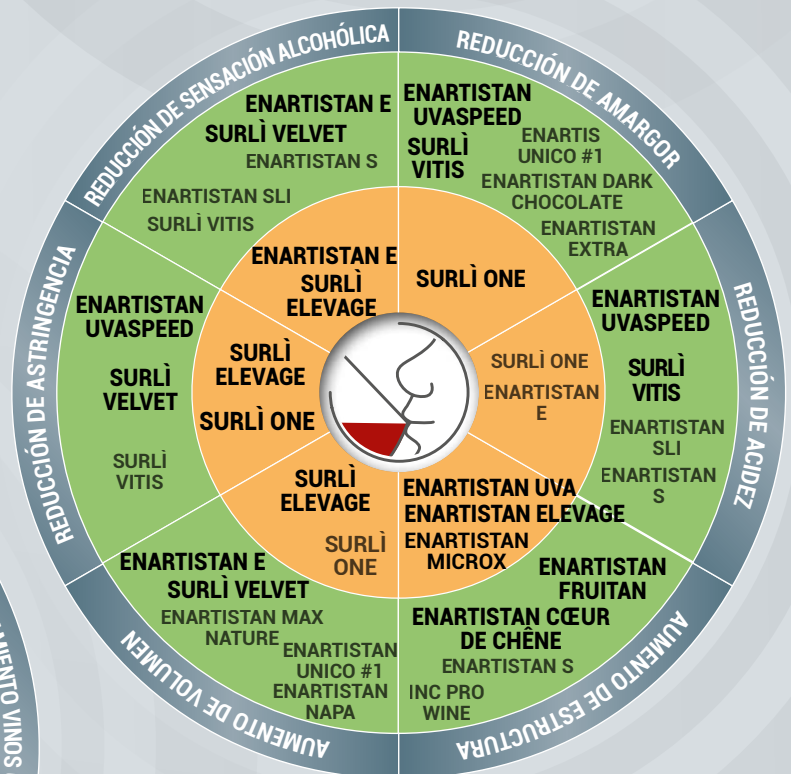 REDUCCIÓN DE SENSACIÓN ALCOHÓLICA
ENARTISTAN E
SURLÌ VELVET
ENARTISTAN S
ENARTISTAN SLI
SURLÌ VITIS
ENARTISTAN E
SURLÌ
ELEVAGE
REDUCCIÓN DE AMARGOR
ENARTISTAN
UVASPEED
SURLÌ
VITIS
ENARTIS
UNICO #1
ENARTISTAN DARK
CHOCOLATE
ENARTISTAN
EXTRA
SURLÌ ONE
REDUCCIÓN DE ACIDEZ
ENARTISTAN
UVASPEED
SURLÌ
VITIS
ENARTISTAN
SLI
ENARTISTAN
S
SURLÌ ONE
ENARTISTAN
E
AUMENTO DE ESTRUCTURA
ENARTISTAN UVA
ENARTISTAN ELEVAGE
ENARTISTAN
MICROX
ENARTISTAN
FRUITAN
ENARTISTAN CŒUR
DE CHÊNE
ENARTISTAN S
INC PRO
WINE
AUMENTO DE VOLUMEN
SURLÌ
ELEVAGE
SURLÌ
ONE
ENARTISTAN E
SURLÌ VELVET
ENARTISTAN MAX
NATURE
ENARTISTAN
UNICO #1
ENARTISTAN
NAPA
REDUCCIÓN DE ASTRINGENCIA
ENARTISTAN
UVASPEED
SURLÌ
VELVET
SURLÌ
VITIS
SURLÌ
ELEVAGE
SURLÌ ONE
VINOS